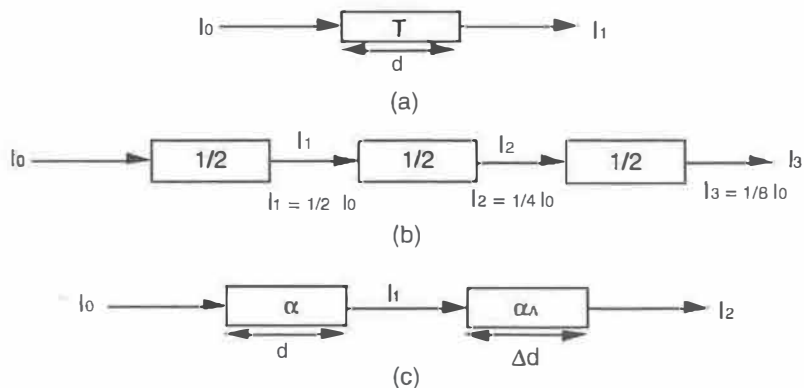 I0 T I1
d
(a)
I0 1/2 I1 1/2 I2 1/2 I3
I1 = 1/2 I0 I2 = 1/4 I0 I3 = 1/8 I0
(b)
I0 α I1 αΛ I2
d Δd
(c)